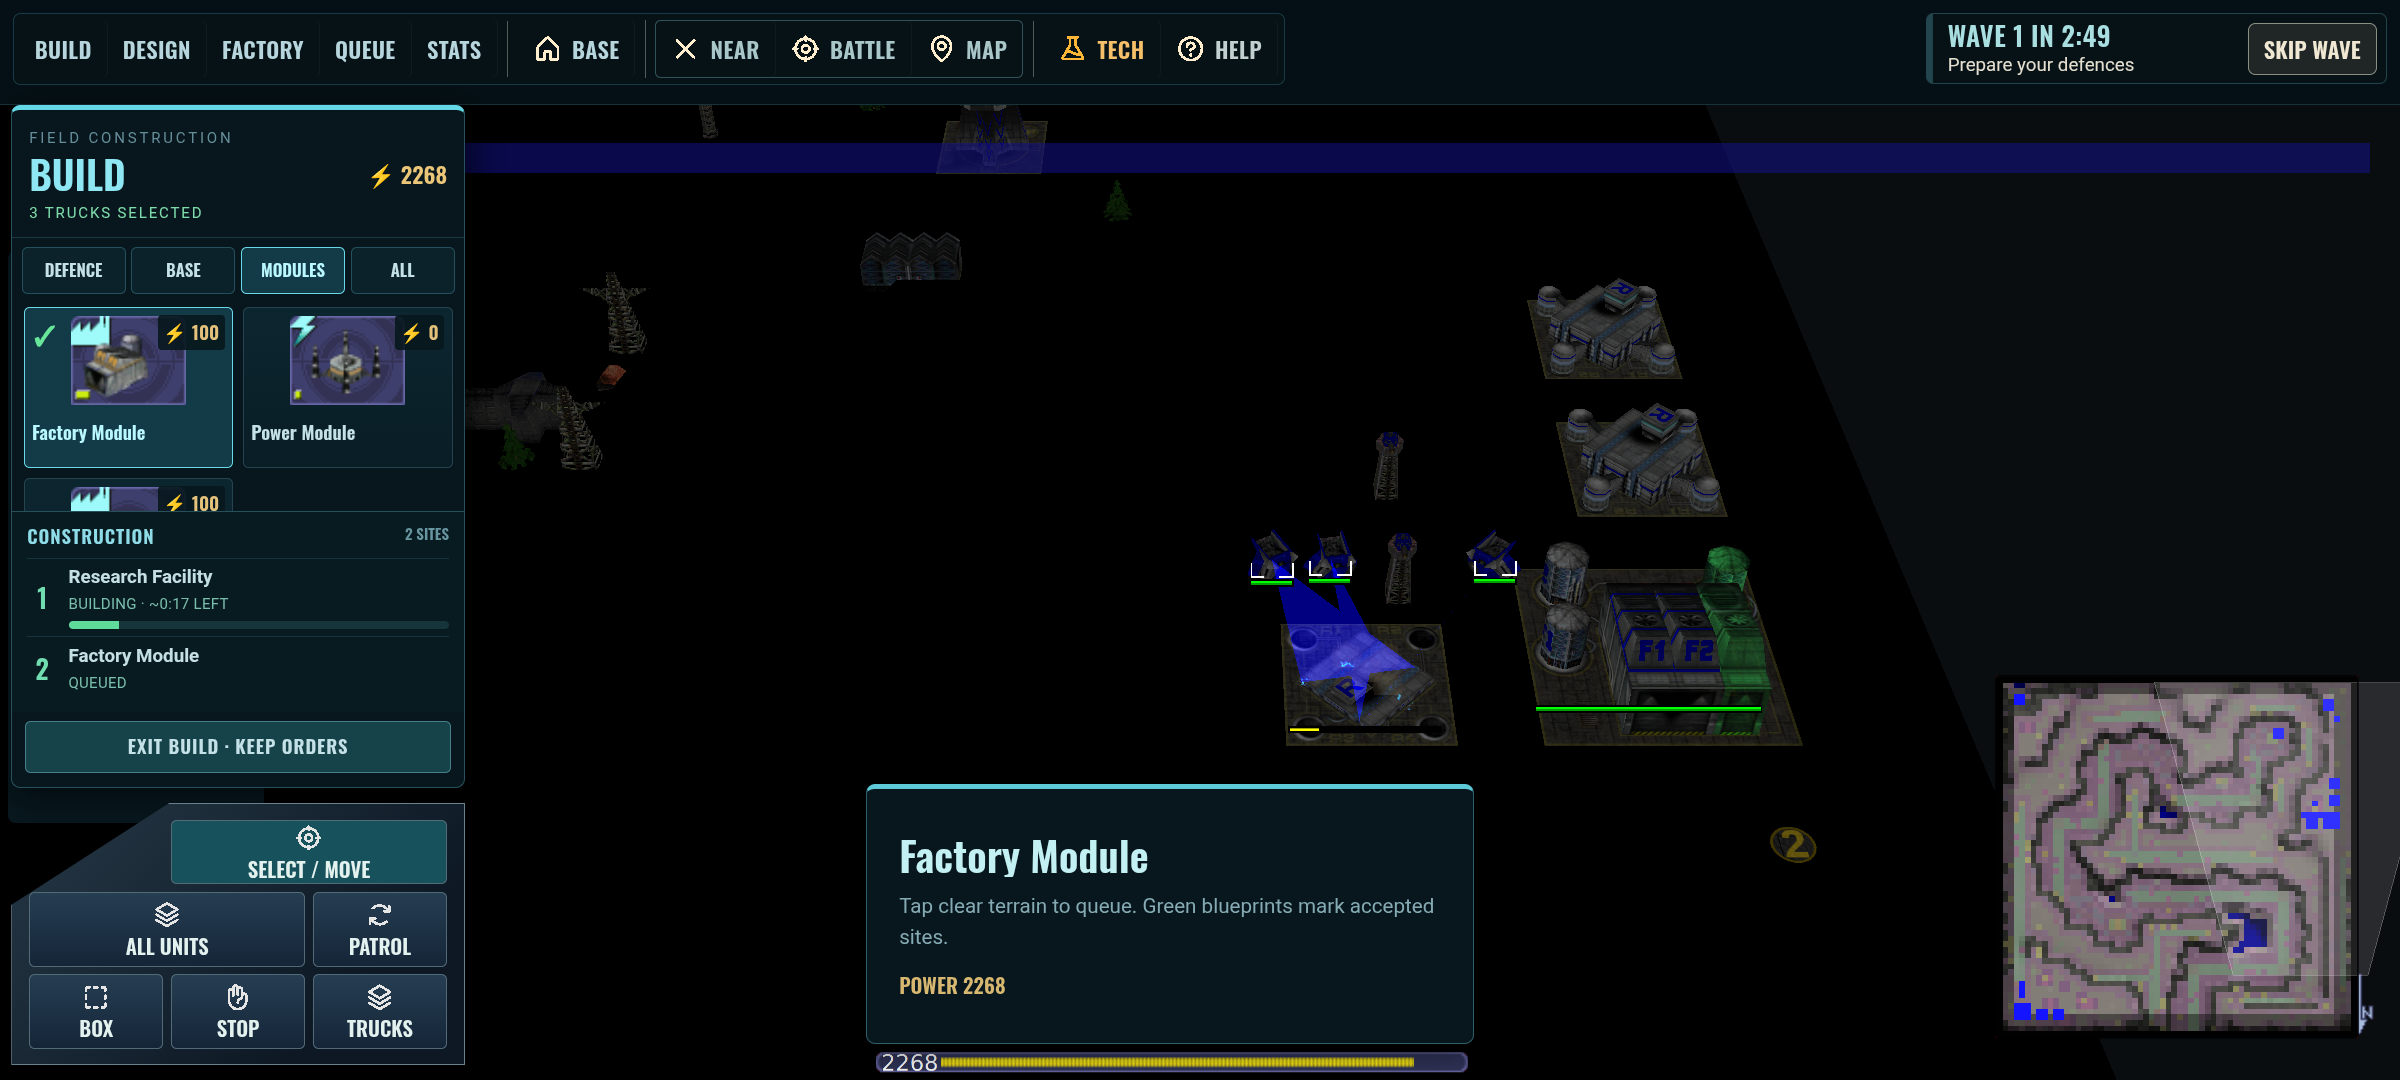 BUILD DESIGN FACTORY QUEUE STATS BASE NEAR BATTLE MAP TECH HELP
WAVE 1 IN 2:49
Prepare your defences
SKIP WAVE
FIELD CONSTRUCTION
BUILD
2268
3 TRUCKS SELECTED
DEFENCE BASE MODULES ALL
100
Factory Module
0
Power Module
100
CONSTRUCTION 2 SITES
1 Research Facility
BUILDING · ~0:17 LEFT
2 Factory Module
QUEUED
EXIT BUILD · KEEP ORDERS
SELECT / MOVE
ALL UNITS PATROL
BOX STOP TRUCKS
R
R
F1 F2
R
2
Factory Module
Tap clear terrain to queue. Green blueprints mark accepted
sites.
POWER 2268
2268
N